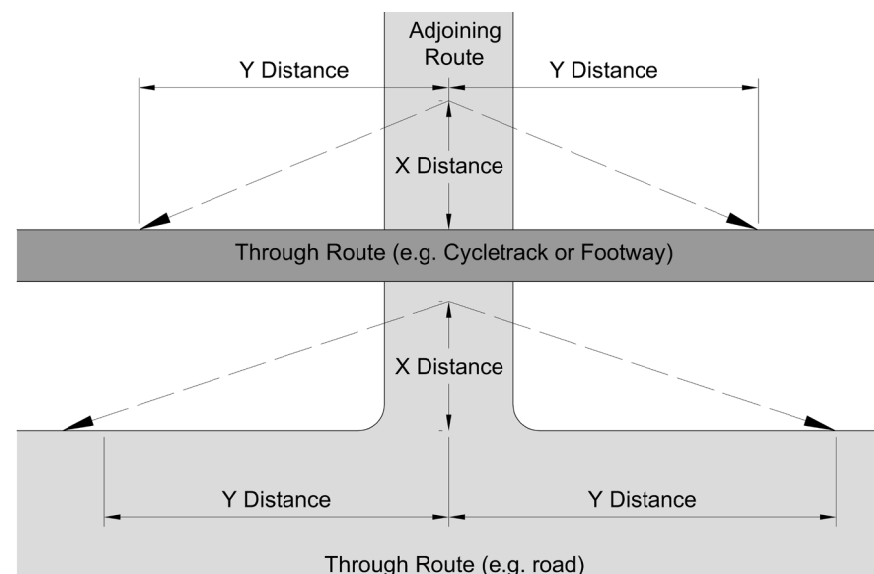 Adjoining
Route
Y Distance
Y Distance
X Distance
Through Route (e.g. Cycletrack or Footway)
X Distance
Y Distance
Y Distance
Through Route (e.g. road)